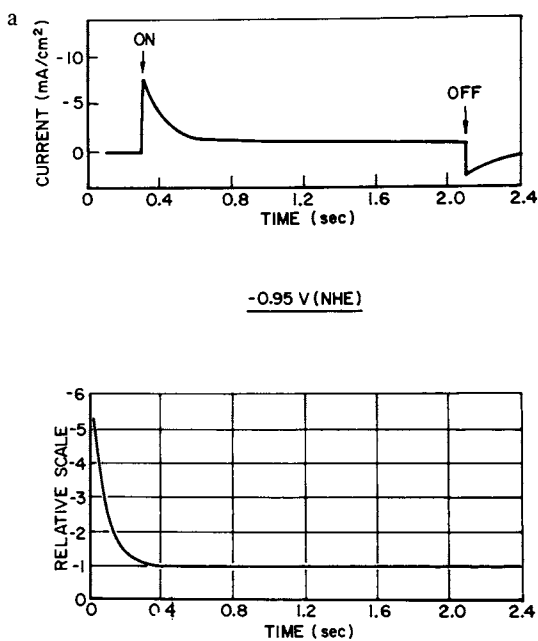 a
ON
OFF
CURRENT (mA/cm²)
-10
-5
0
0 0.4 0.8 1.2 1.6 2.0 2.4
TIME (sec)
-0.95 V (NHE)
RELATIVE SCALE
-6
-5
-4
-3
-2
-1
0
0 0.4 0.8 1.2 1.6 2.0 2.4
TIME (sec)